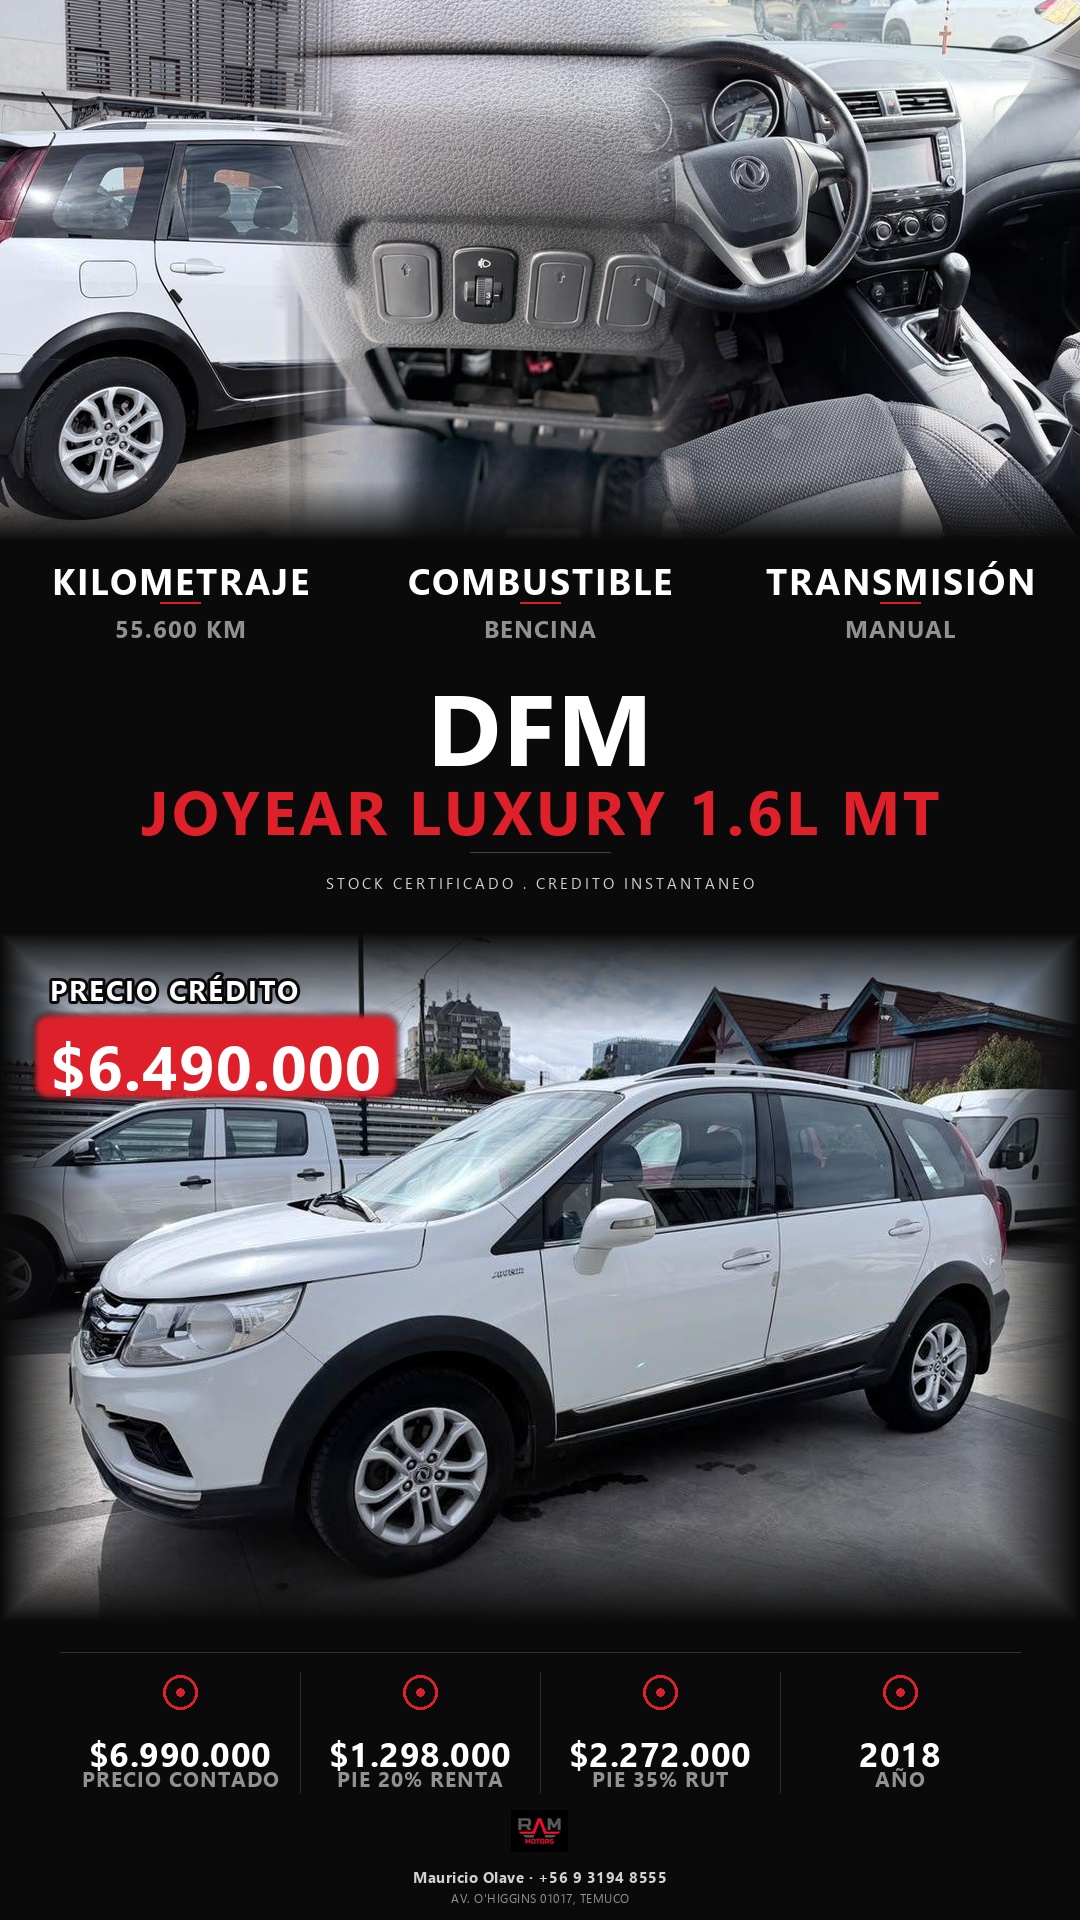 KILOMETRAJE
55.600 KM
COMBUSTIBLE
BENCINA
TRANSMISIÓN
MANUAL
DFM
JOYEAR LUXURY 1.6L MT
STOCK CERTIFICADO . CREDITO INSTANTANEO
PRECIO CRÉDITO
$6.490.000
$6.990.000
PRECIO CONTADO
$1.298.000
PIE 20% RENTA
$2.272.000
PIE 35% RUT
2018
AÑO
RAM
MOTORS
Mauricio Olave · +56 9 3194 8555
AV. O'HIGGINS 01017, TEMUCO